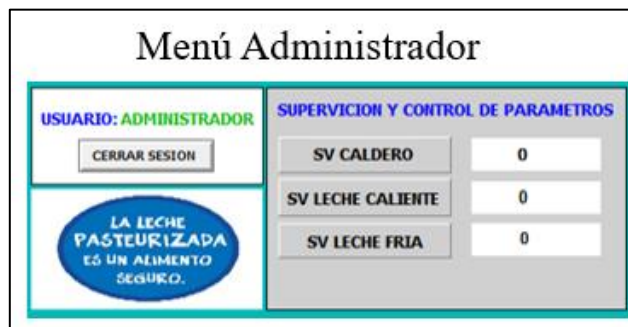 Menú Administrador
USUARIO: ADMINISTRADOR
CERRAR SESION
LA LECHE
PASTEURIZADA
ES UN ALIMENTO
SEGURO.
SUPERVICION Y CONTROL DE PARAMETROS
SV CALDERO 0
SV LECHE CALIENTE 0
SV LECHE FRIA 0